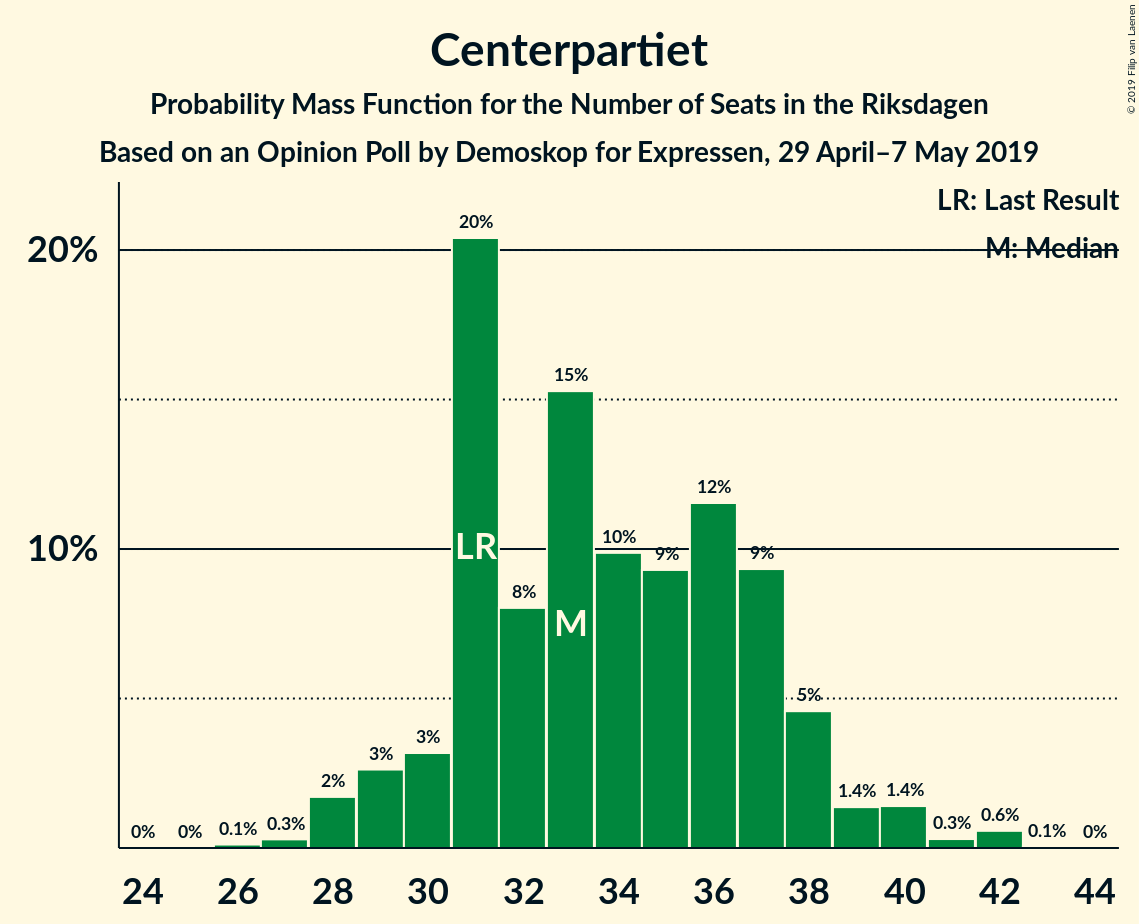 © 2019 Filip van Laenen
Centerpartiet
Probability Mass Function for the Number of Seats in the Riksdagen
Based on an Opinion Poll by Demoskop for Expressen, 29 April–7 May 2019
LR: Last Result
M: Median
20%
10%
0% 0% 0.1% 0.3% 2% 3% 3% 20% 8% 15% 10% 9% 12% 9% 5% 1.4% 1.4% 0.3% 0.6% 0.1% 0%
LR
M
24 26 28 30 32 34 36 38 40 42 44